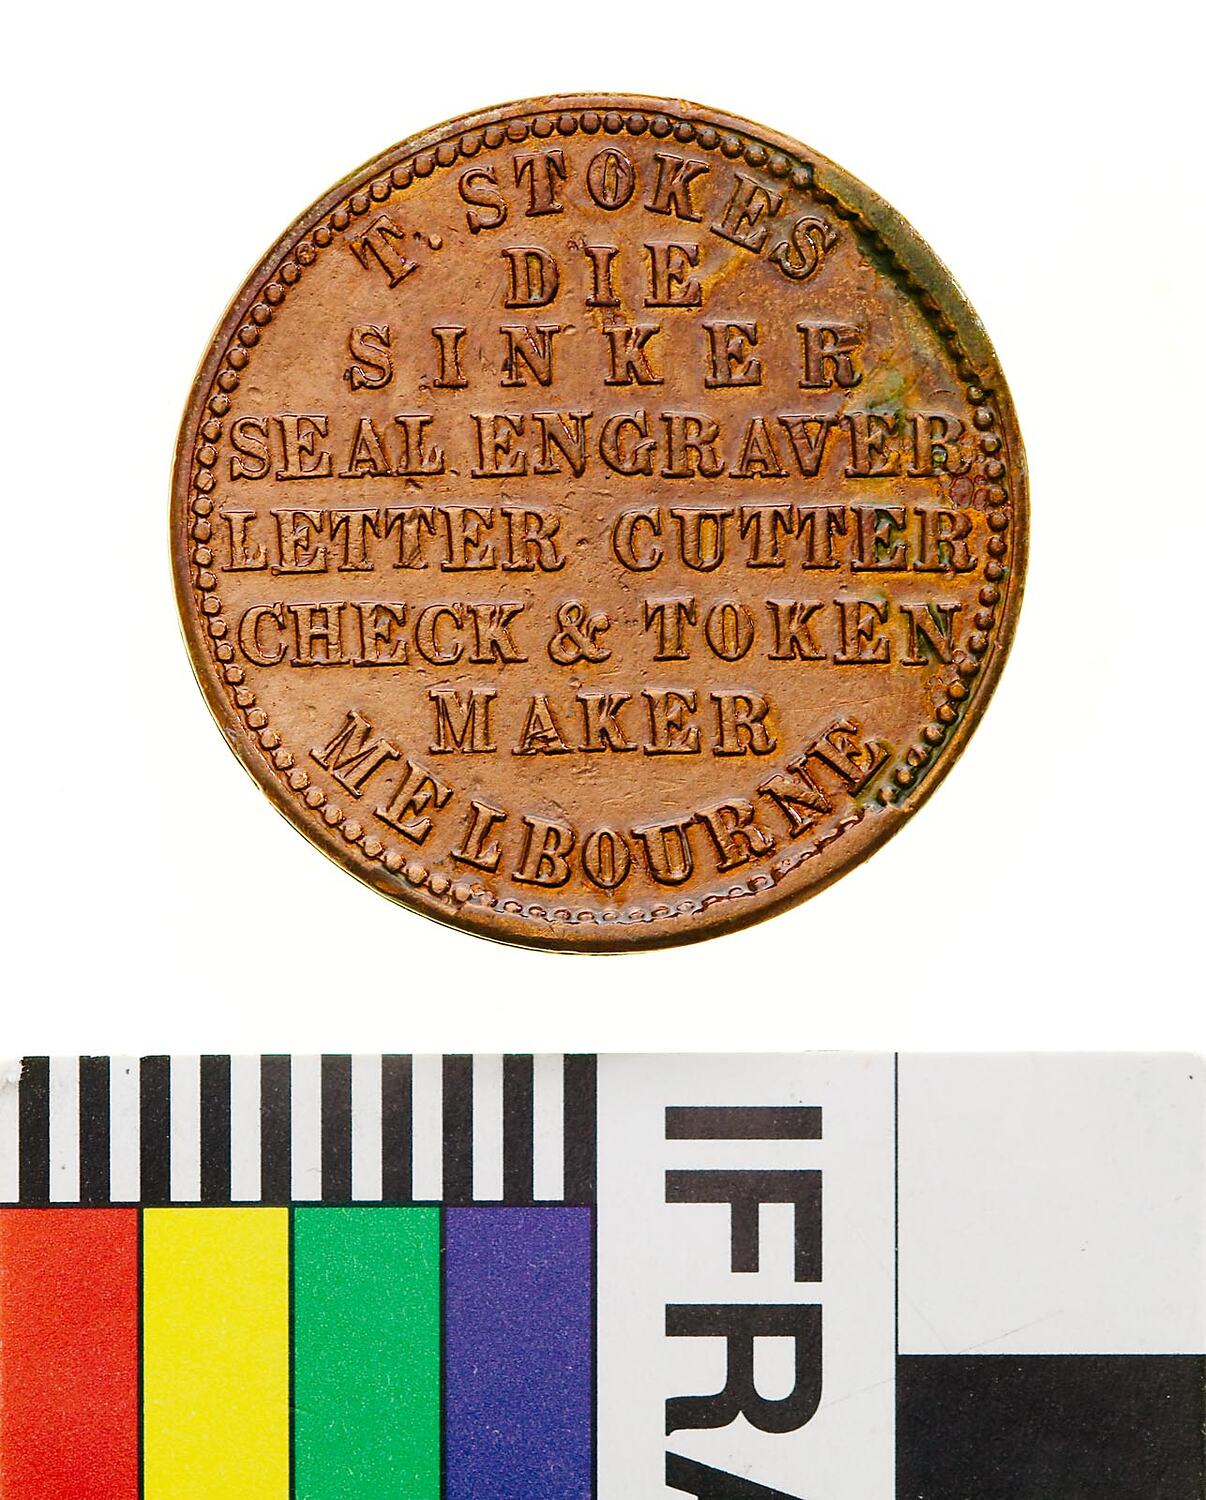 T. STOKES
DIE
SINKER
SEAL ENGRAVER
LETTER CUTTER
CHECK & TOKEN
MAKER
MELBOURNE
IFRA